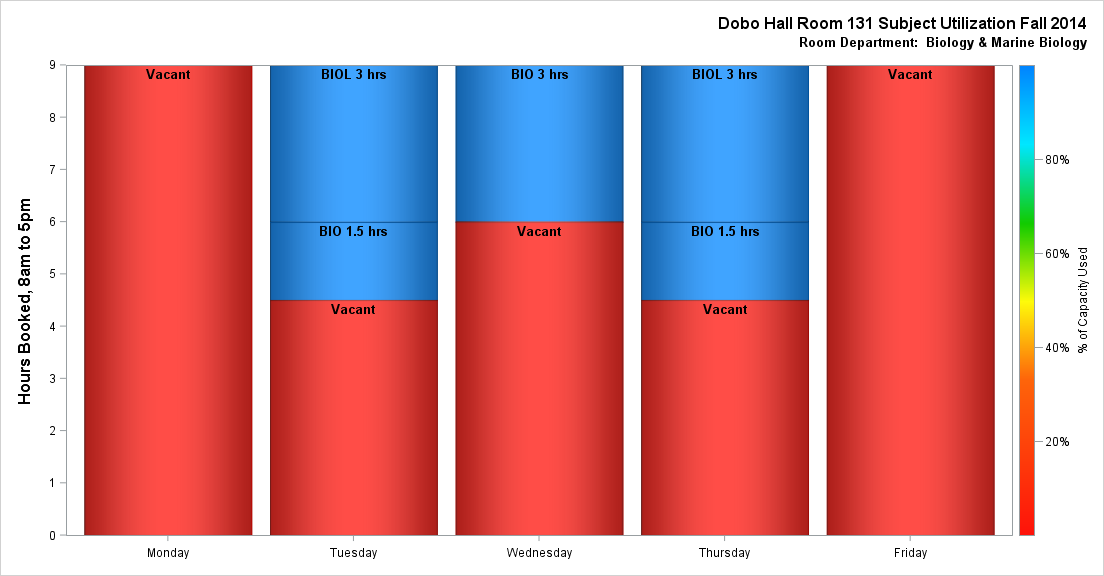 Dobo Hall Room 131 Subject Utilization Fall 2014
Room Department:  Biology & Marine Biology
Hours Booked, 8am to 5pm
9
8
7
6
5
4
3
2
1
0
Vacant
BIOL 3 hrs
BIO 3 hrs
BIOL 3 hrs
Vacant
BIO 1.5 hrs
Vacant
BIO 1.5 hrs
Vacant
Vacant
Monday
Tuesday
Wednesday
Thursday
Friday
80%
60%
40%
20%
% of Capacity Used